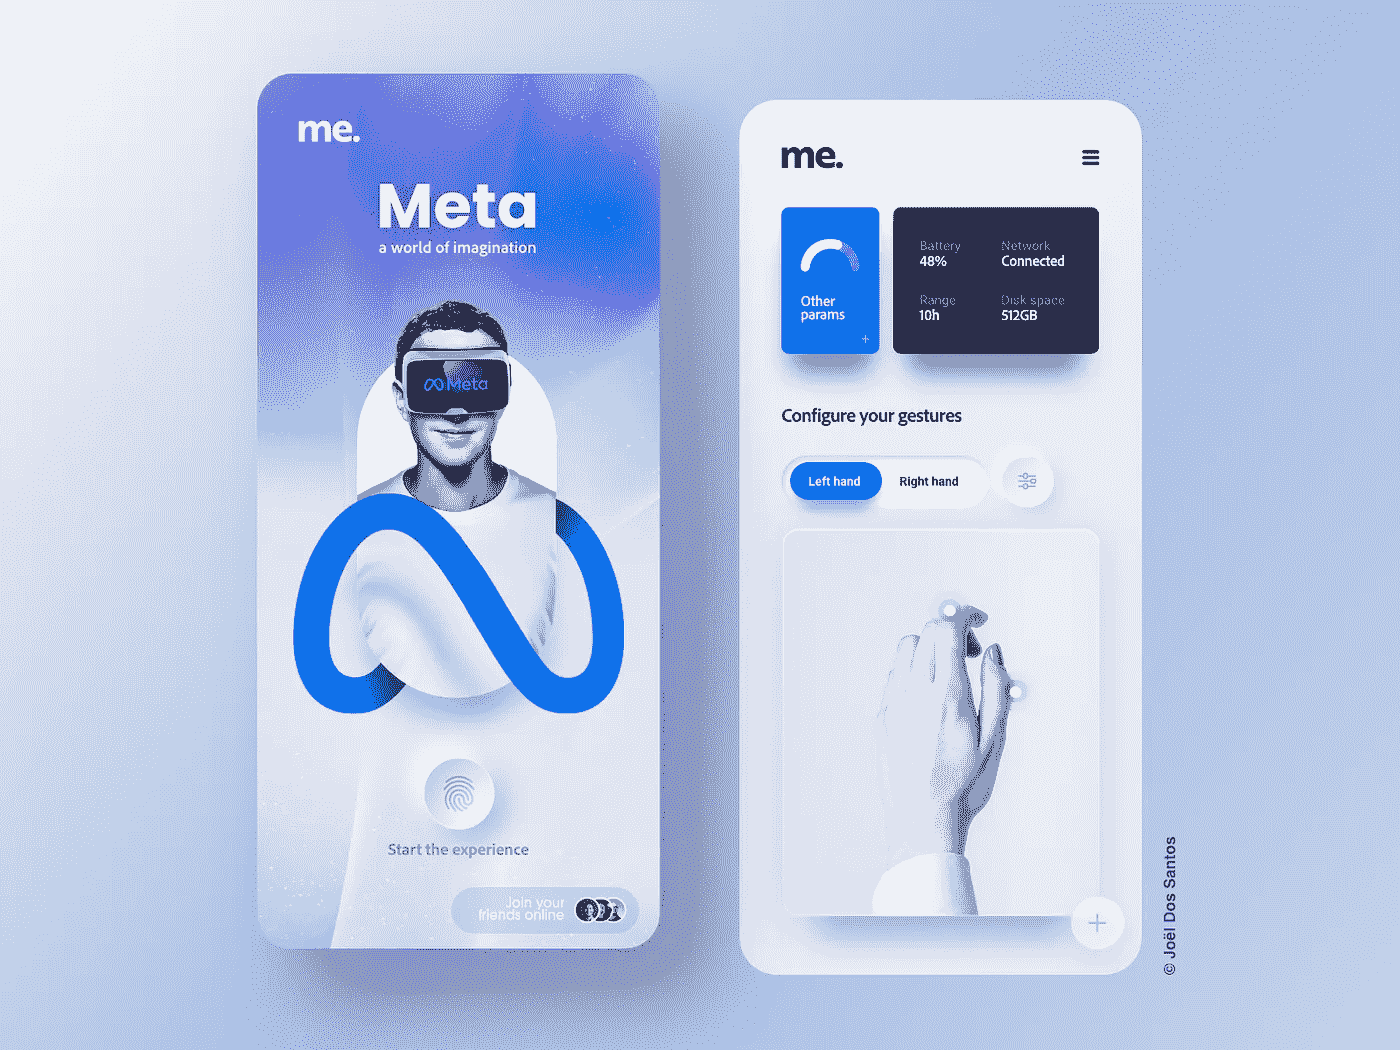 me.
Meta
a world of imagination
Meta
Start the experience
Join your
friends online
me.
Other
params
+
Battery
48%
Network
Connected
Range
10h
Disk space
512GB
Configure your gestures
Left hand
Right hand
+
© Joël Dos Santos